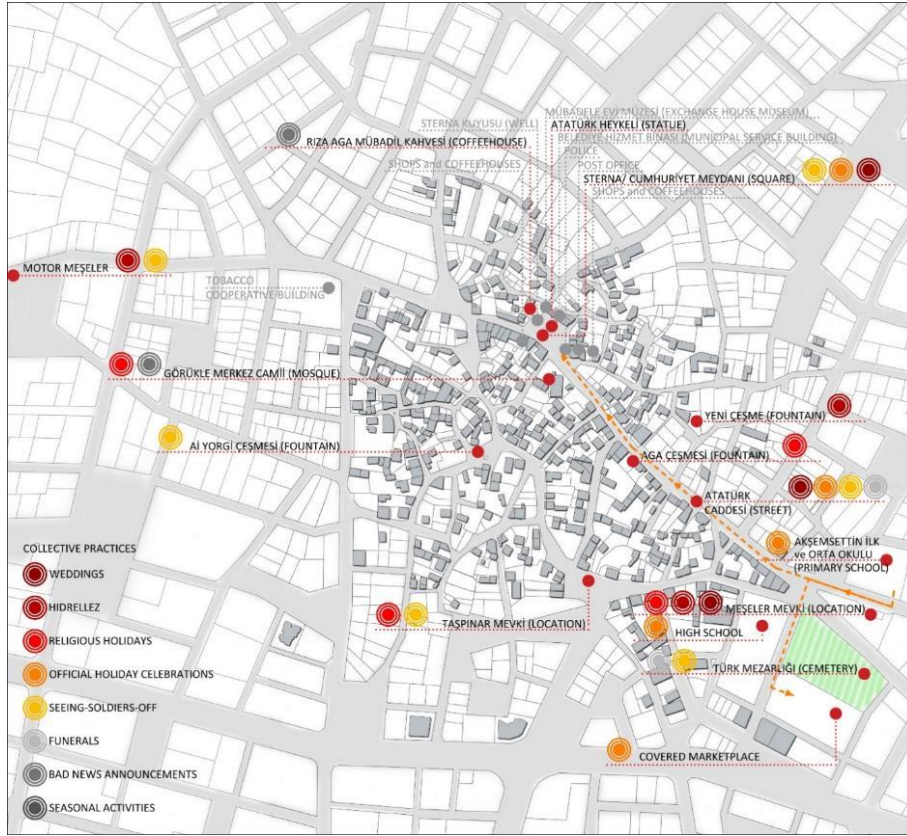 MÜBADELE EVİ MÜZESİ (EXCHANGE HOUSE MUSEUM)
STERNA KUYUSU (WELL)
ATATÜRK HEYKELİ (STATUE)
RIZA AGA MÜBADİL KAHVESİ (COFFEEHOUSE)
BELEDİYE HİZMET BİNASI (MUNICIPAL SERVICE BUILDING)
POLICE
SHOPS and COFFEEHOUSES
POST OFFICE
STERNA/ CUMHURİYET MEYDANI (SQUARE)
SHOPS and COFFEEHOUSES
MOTOR MEŞELER
TOBACCO
COOPERATIVE BUILDING
GÖRÜKLE MERKEZ CAMİİ (MOSQUE)
YENİ ÇEŞME (FOUNTAIN)
Aİ YORGİ ÇEŞMESİ (FOUNTAIN)
AGA ÇEŞMESİ (FOUNTAIN)
ATATÜRK
CADDESİ (STREET)
AKŞEMSETTİN İLK
ve ORTA OKULU
(PRIMARY SCHOOL)
COLLECTIVE PRACTICES
WEDDINGS
HIDRELLEZ
RELIGIOUS HOLIDAYS
OFFICIAL HOLIDAY CELEBRATIONS
SEEING-SOLDIERS-OFF
FUNERALS
BAD NEWS ANNOUNCEMENTS
SEASONAL ACTIVITIES
TAŞPINAR MEVKİ (LOCATION)
MEŞELER MEVKİ (LOCATION)
HIGH SCHOOL
TÜRK MEZARLIĞI (CEMETERY)
COVERED MARKETPLACE